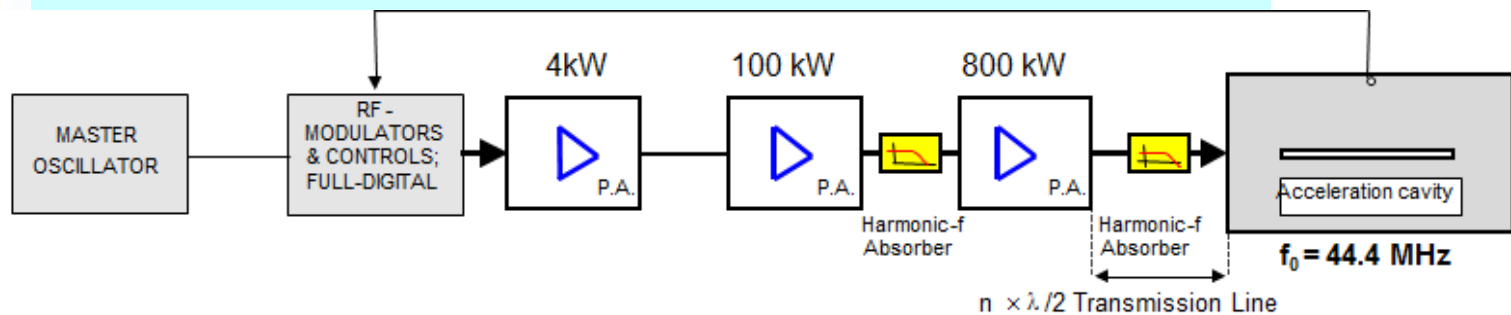 4kW
100 kW
800 kW
MASTER
OSCILLATOR
RF -
MODULATORS
& CONTROLS;
FULL-DIGITAL
P.A.
P.A.
P.A.
Acceleration cavity
Harmonic-f
Absorber
Harmonic-f
Absorber
f₀ = 44.4 MHz
n × λ /2 Transmission Line